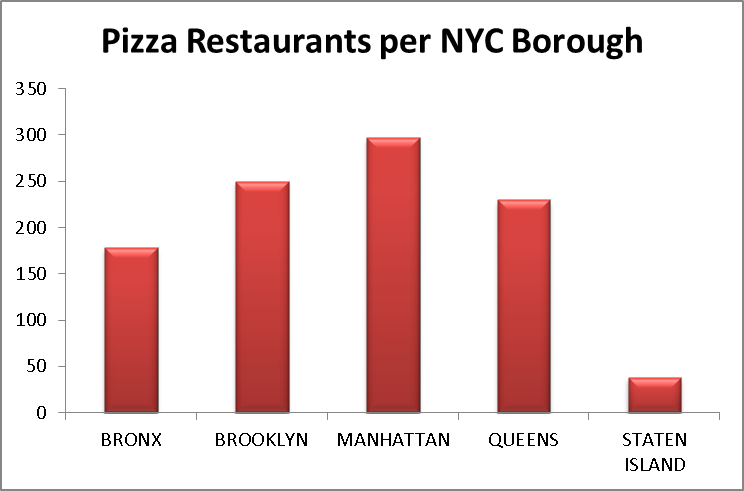 Pizza Restaurants per NYC Borough
350
300
250
200
150
100
50
0
BRONX
BROOKLYN
MANHATTAN
QUEENS
STATEN
ISLAND